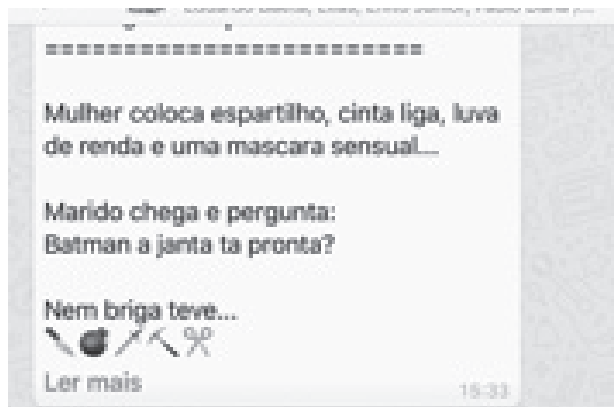 =========================
Mulher coloca espartilho, cinta liga, luva
de renda e uma mascara sensual...
Marido chega e pergunta:
Batman a janta ta pronta?
Nem briga teve...
Ler mais
15:33